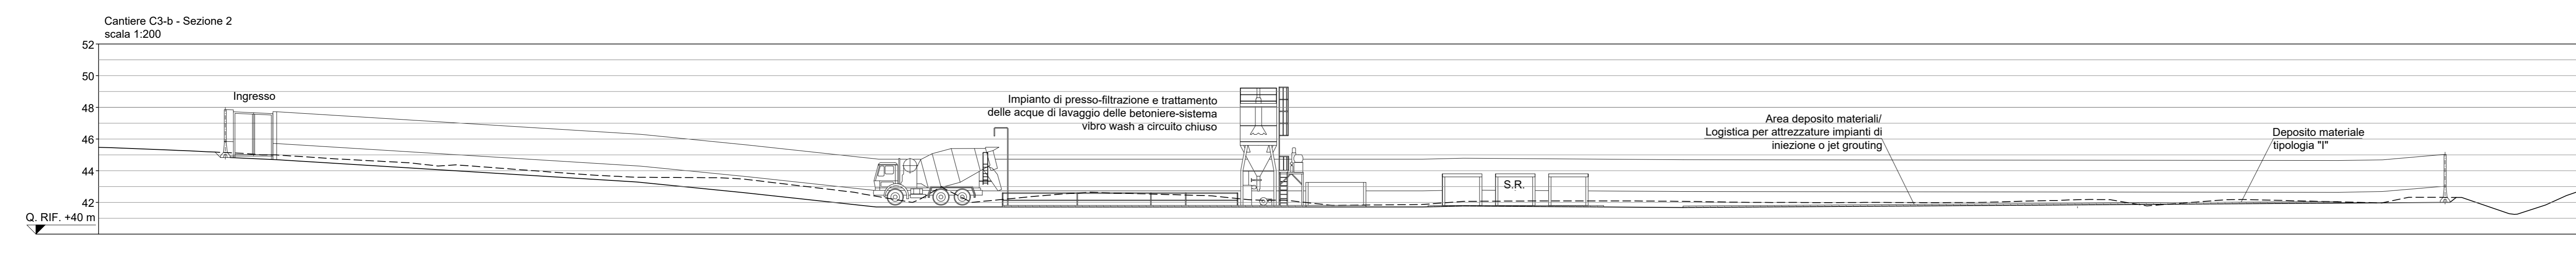 Cantiere C3-b - Sezione 2
scala 1:200
52
50
48
46
44
42
Q. RIF. +40 m
Ingresso
Impianto di presso-filtrazione e trattamento
delle acque di lavaggio delle betoniere-sistema
vibro wash a circuito chiuso
S.R.
Area deposito materiali/
Logistica per attrezzature impianti di
iniezione o jet grouting
Deposito materiale
tipologia "I"